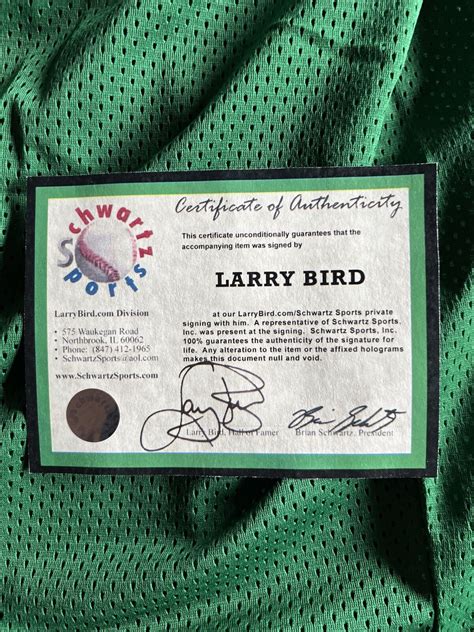 Schwartz
Sports
Certificate of Authenticity
This certificate unconditionally guarantees that the
accompanying item was signed by
LARRY BIRD
at our LarryBird.com/Schwartz Sports private
signing with him. A representative of Schwartz Sports,
Inc. was present at the signing. Schwartz Sports, Inc.
100% guarantees the authenticity of the signature for
life. Any alteration to the item or the affixed holograms
makes this document null and void.
LarryBird.com Division
• 575 Waukegan Road
• Northbrook, IL 60062
• Phone: (847) 412-1965
• SchwartzSports@aol.com
www.SchwartzSports.com
Larry Bird
Larry Bird, Hall of Famer
Brian Schwartz, President